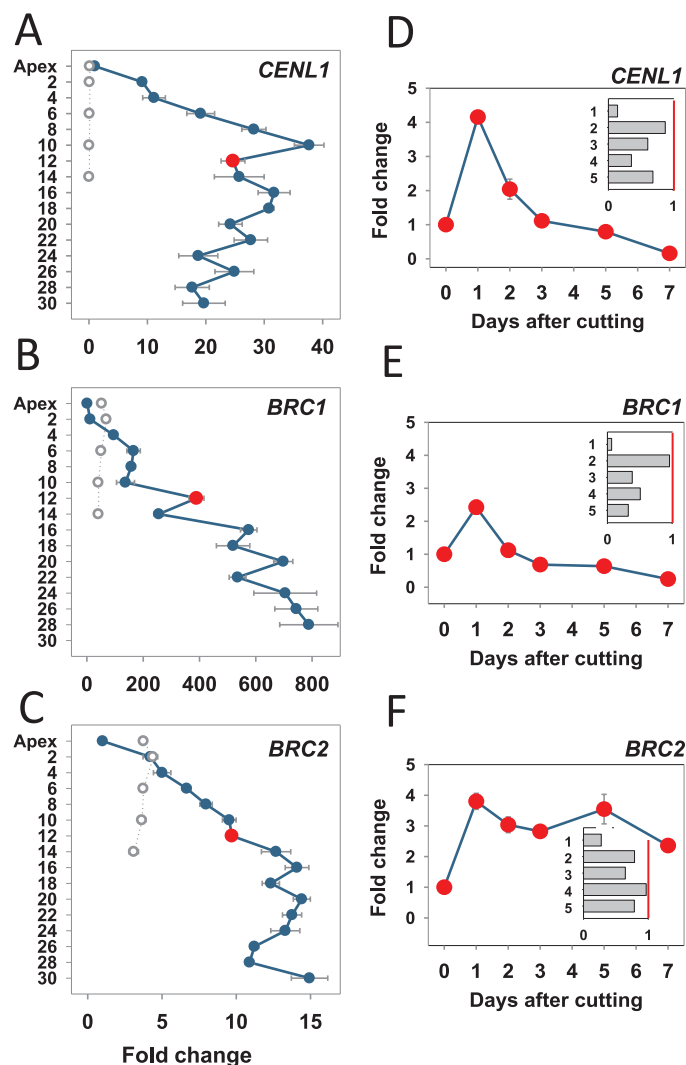 A
CENL1
Apex
2
4
6
8
10
12
14
16
18
20
22
24
26
28
30
0 10 20 30 40
B
BRC1
Apex
2
4
6
8
10
12
14
16
18
20
22
24
26
28
30
0 200 400 600 800
C
BRC2
Apex
2
4
6
8
10
12
14
16
18
20
22
24
26
28
30
0 5 10 15
Fold change
D
CENL1
Fold change
5
4
3
2
1
0
1
2
3
4
5
0 1
0 1 2 3 4 5 6 7
Days after cutting
E
BRC1
Fold change
5
4
3
2
1
0
1
2
3
4
5
0 1
0 1 2 3 4 5 6 7
Days after cutting
F
BRC2
Fold change
5
4
3
2
1
0
1
2
3
4
5
0 1
0 1 2 3 4 5 6 7
Days after cutting